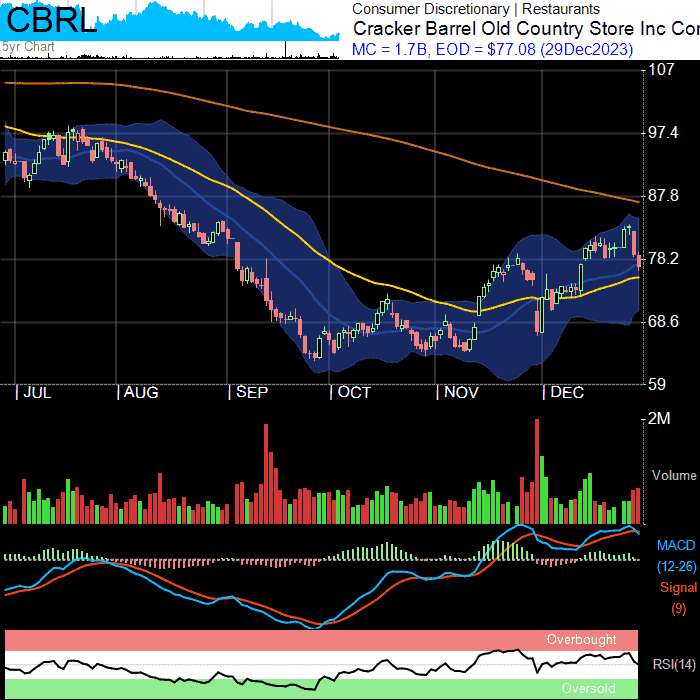 CBRL
5yr Chart
Consumer Discretionary | Restaurants
Cracker Barrel Old Country Store Inc Cor
MC = 1.7B, EOD = $77.08 (29Dec2023)
107
97.4
87.8
78.2
68.6
59
JUL AUG SEP OCT NOV DEC
2M
Volume
MACD
(12-26)
Signal
(9)
Overbought
RSI(14)
Oversold